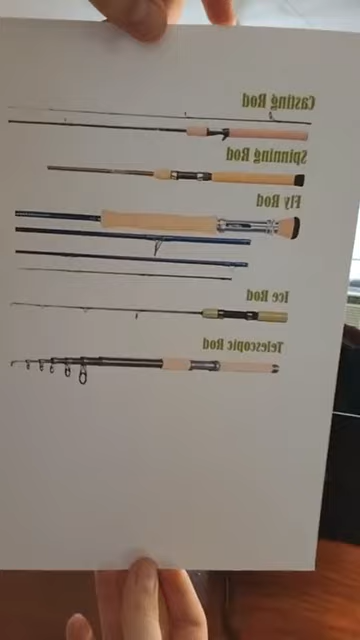 Casting Rod
Spinning Rod
Fly Rod
Ice Rod
Telescopic Rod